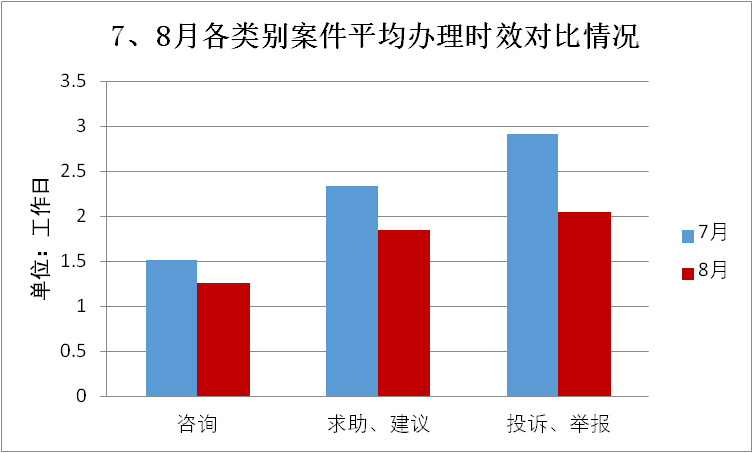 7、8月各类别案件平均办理时效对比情况
单位：工作日
3.5
3
2.5
2
1.5
1
0.5
0
咨询
求助、建议
投诉、举报
7月
8月